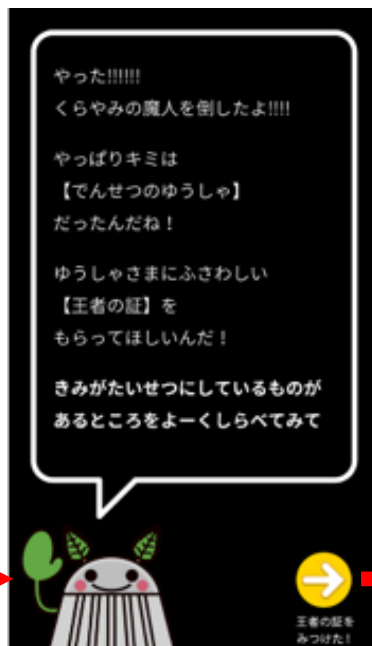 やった!!!!!!
くらやみの魔人を倒したよ!!!!
やっぱりキミは
【でんせつのゆうしゃ】
だったんだね！
ゆうしゃさまにふさわしい
【王者の証】を
もらってほしいんだ！
きみがたいせつにしているものが
あるところをよーくしらべてみて
王者の証を
みつけた！